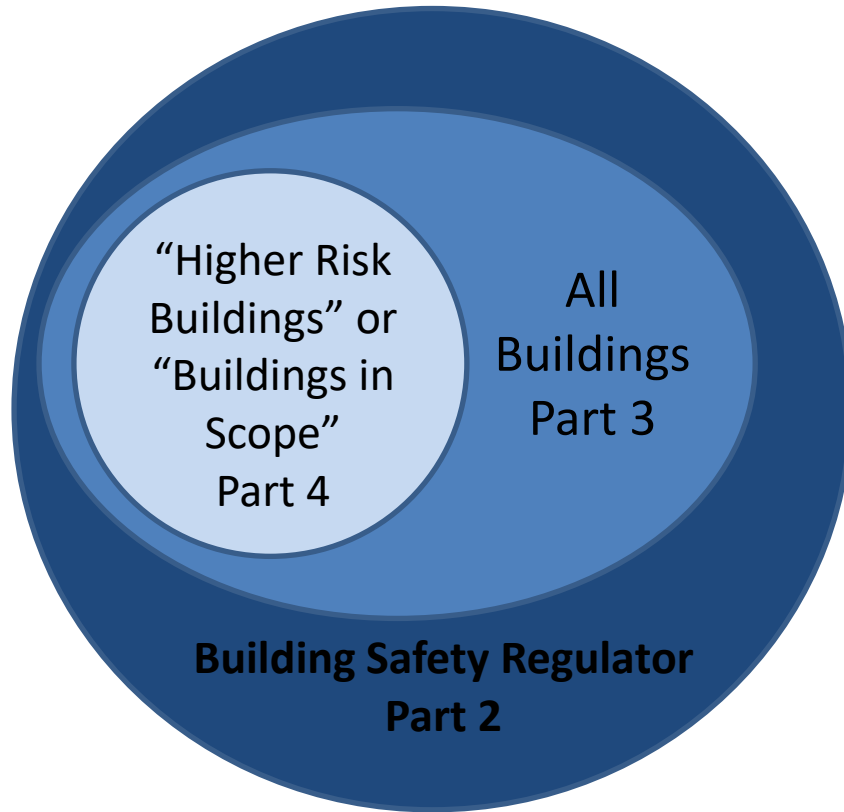 “Higher Risk
Buildings” or
“Buildings in
Scope”
Part 4
All
Buildings
Part 3
Building Safety Regulator
Part 2